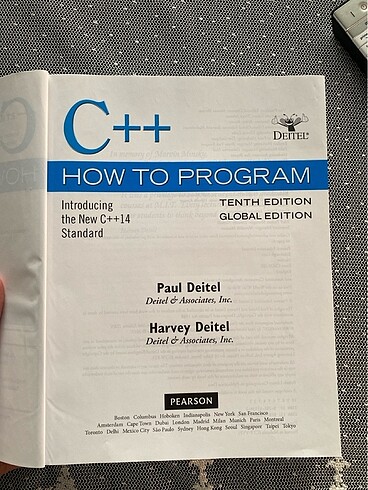 C++
DEITEL®
HOW TO PROGRAM
Introducing
the New C++14
Standard
TENTH EDITION
GLOBAL EDITION
Paul Deitel
Deitel & Associates, Inc.
Harvey Deitel
Deitel & Associates, Inc.
PEARSON
Boston Columbus Hoboken Indianapolis New York San Francisco
Amsterdam Cape Town Dubai London Madrid Milan Munich Paris Montreal
Toronto Delhi Mexico City São Paulo Sydney Hong Kong Seoul Singapore Taipei Tokyo